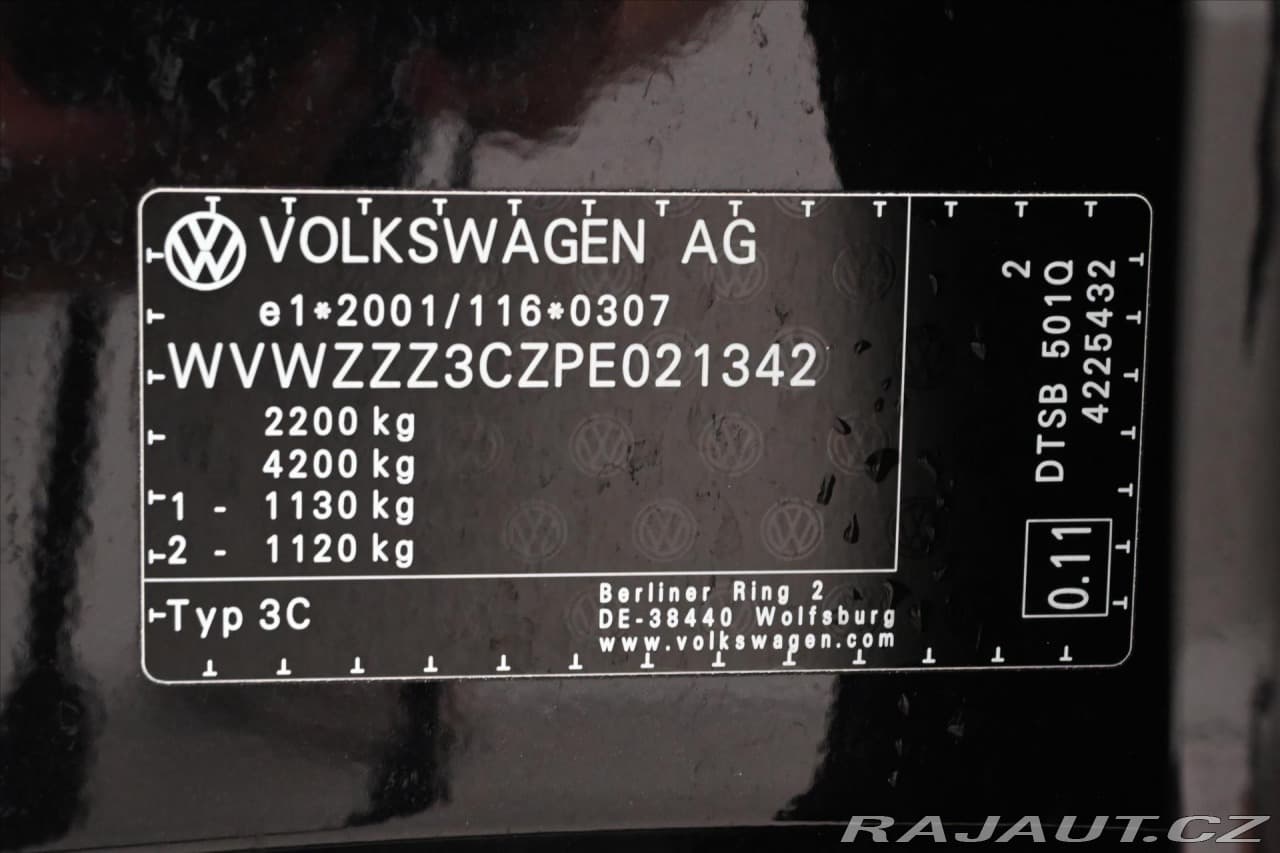 VOLKSWAGEN AG
e1*2001/116*0307
WVWZZZ3CZPE021342
2200 kg
4200 kg
1 - 1130 kg
2 - 1120 kg
Typ 3C
Berliner Ring 2
DE-38440 Wolfsburg
www.volkswagen.com
2
DTSB 501Q
42254432
0.11
RAJAUT.CZ